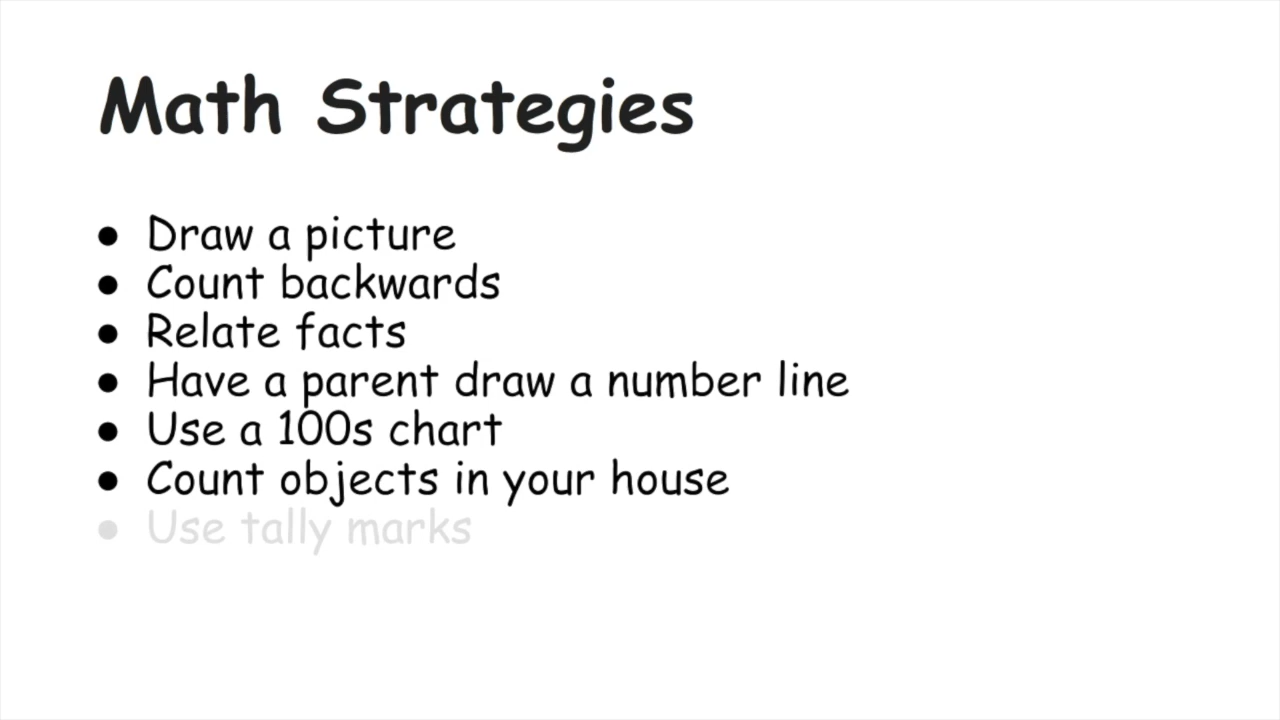 Math Strategies
● Draw a picture
● Count backwards
● Relate facts
● Have a parent draw a number line
● Use a 100s chart
● Count objects in your house
● Use tally marks